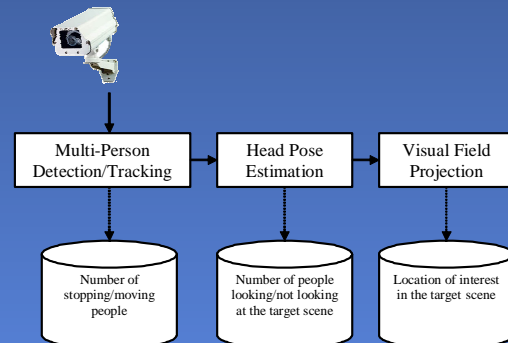 Multi-Person
Detection/Tracking
Head Pose
Estimation
Visual Field
Projection
Number of
stopping/moving
people
Number of people
looking/not looking
at the target scene
Location of interest
in the target scene